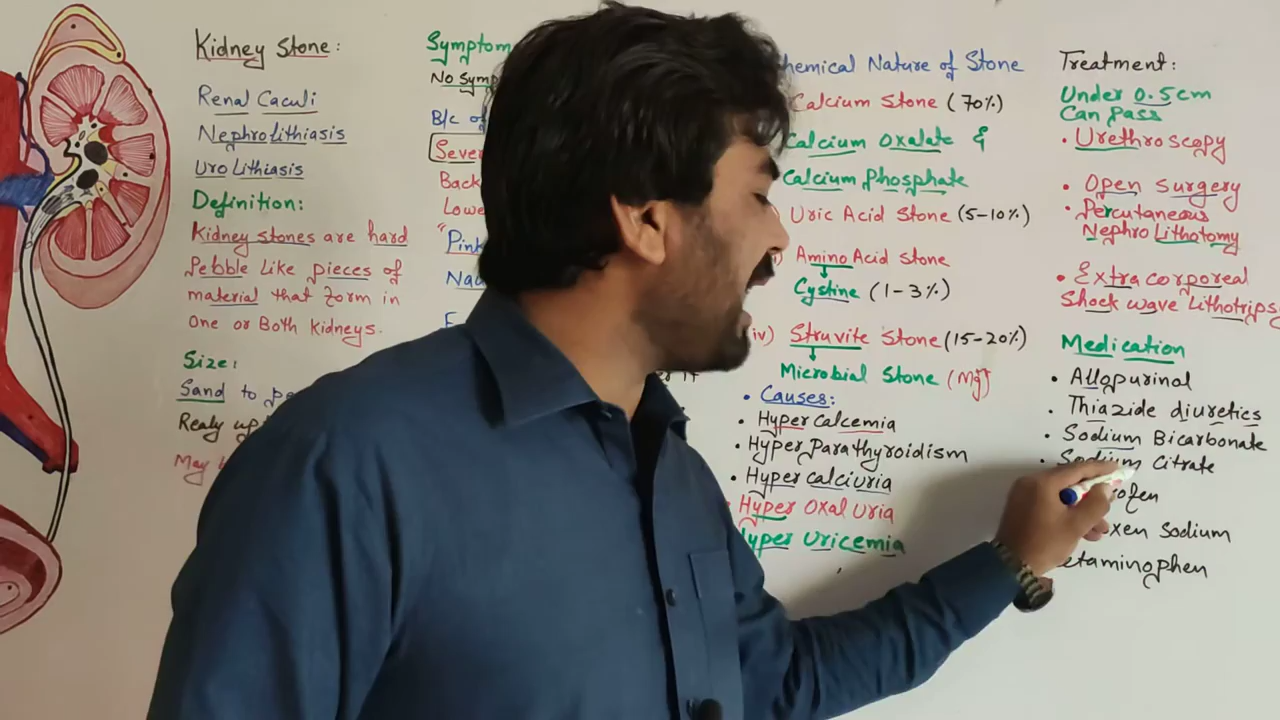 Kidney Stone:
Renal Caculi
Nephrolithiasis
Uro Lithiasis
Definition:
Kidney stones are hard
Pebble Like pieces of
material that form in
One or Both kidneys.
Size:
Sand to
Realy
May
Symptom
No
B/c of
Back
Lowe
"Pink
Chemical Nature of Stone
Calcium Stone (70%)
Calcium Oxalate &
Calcium Phosphate
Uric Acid Stone (5-10%)
Amino Acid Stone
Cystine (1-3%)
iv) Struvite Stone (15-20%)
Microbial Stone (Mg)
• Causes:
• Hyper calcemia
• Hyper Parathyroidism
• Hyper calciuria
Hyper Oxal Uria
Hyper Uricemia
Treatment:
Under 0.5cm
Can Pass
• Urethroscopy
• Open Surgery
• Percutaneous
Nephro Lithotomy
• Extra corporeal
Shock wave Lithotrips
Medication
• Allopurinol
• Thiazide diuretics
• Sodium Bicarbonate
• Sodium Citrate
ofen
xen Sodium
etaminophen